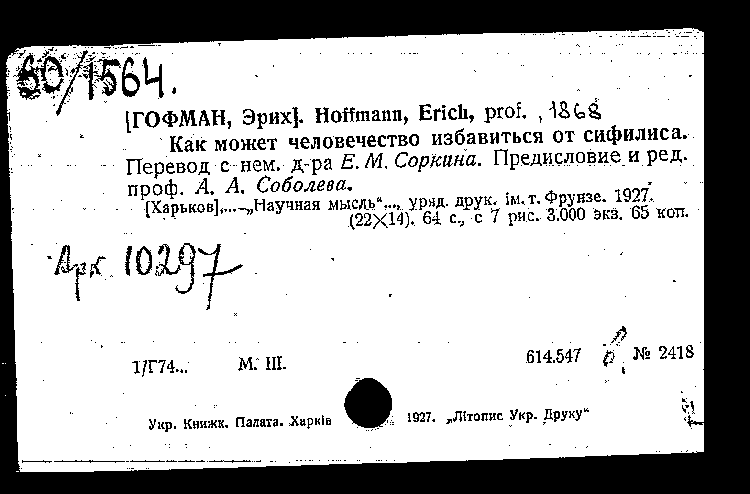 60/1564.
[ГОФМАН, Эрих]. Hoffmann, Erich, prof. , 1868
Как может человечество избавиться от сифилиса.
Перевод с нем. д-ра Е. М. Соркина. Предисловие и ред.
проф. А. А. Соболева.
[Харьков],...-„Научная мысль“..., уряд. друк. ім. т. Фрунзе. 1927.
(22×14). 64 с., с 7 рис. 3.000 экз. 65 коп.
Арк 10297
1/Г74... М. III. 614.547 № 2418
Укр. Книжк. Палата. Харків 1927. „Літопис Укр. Друку“